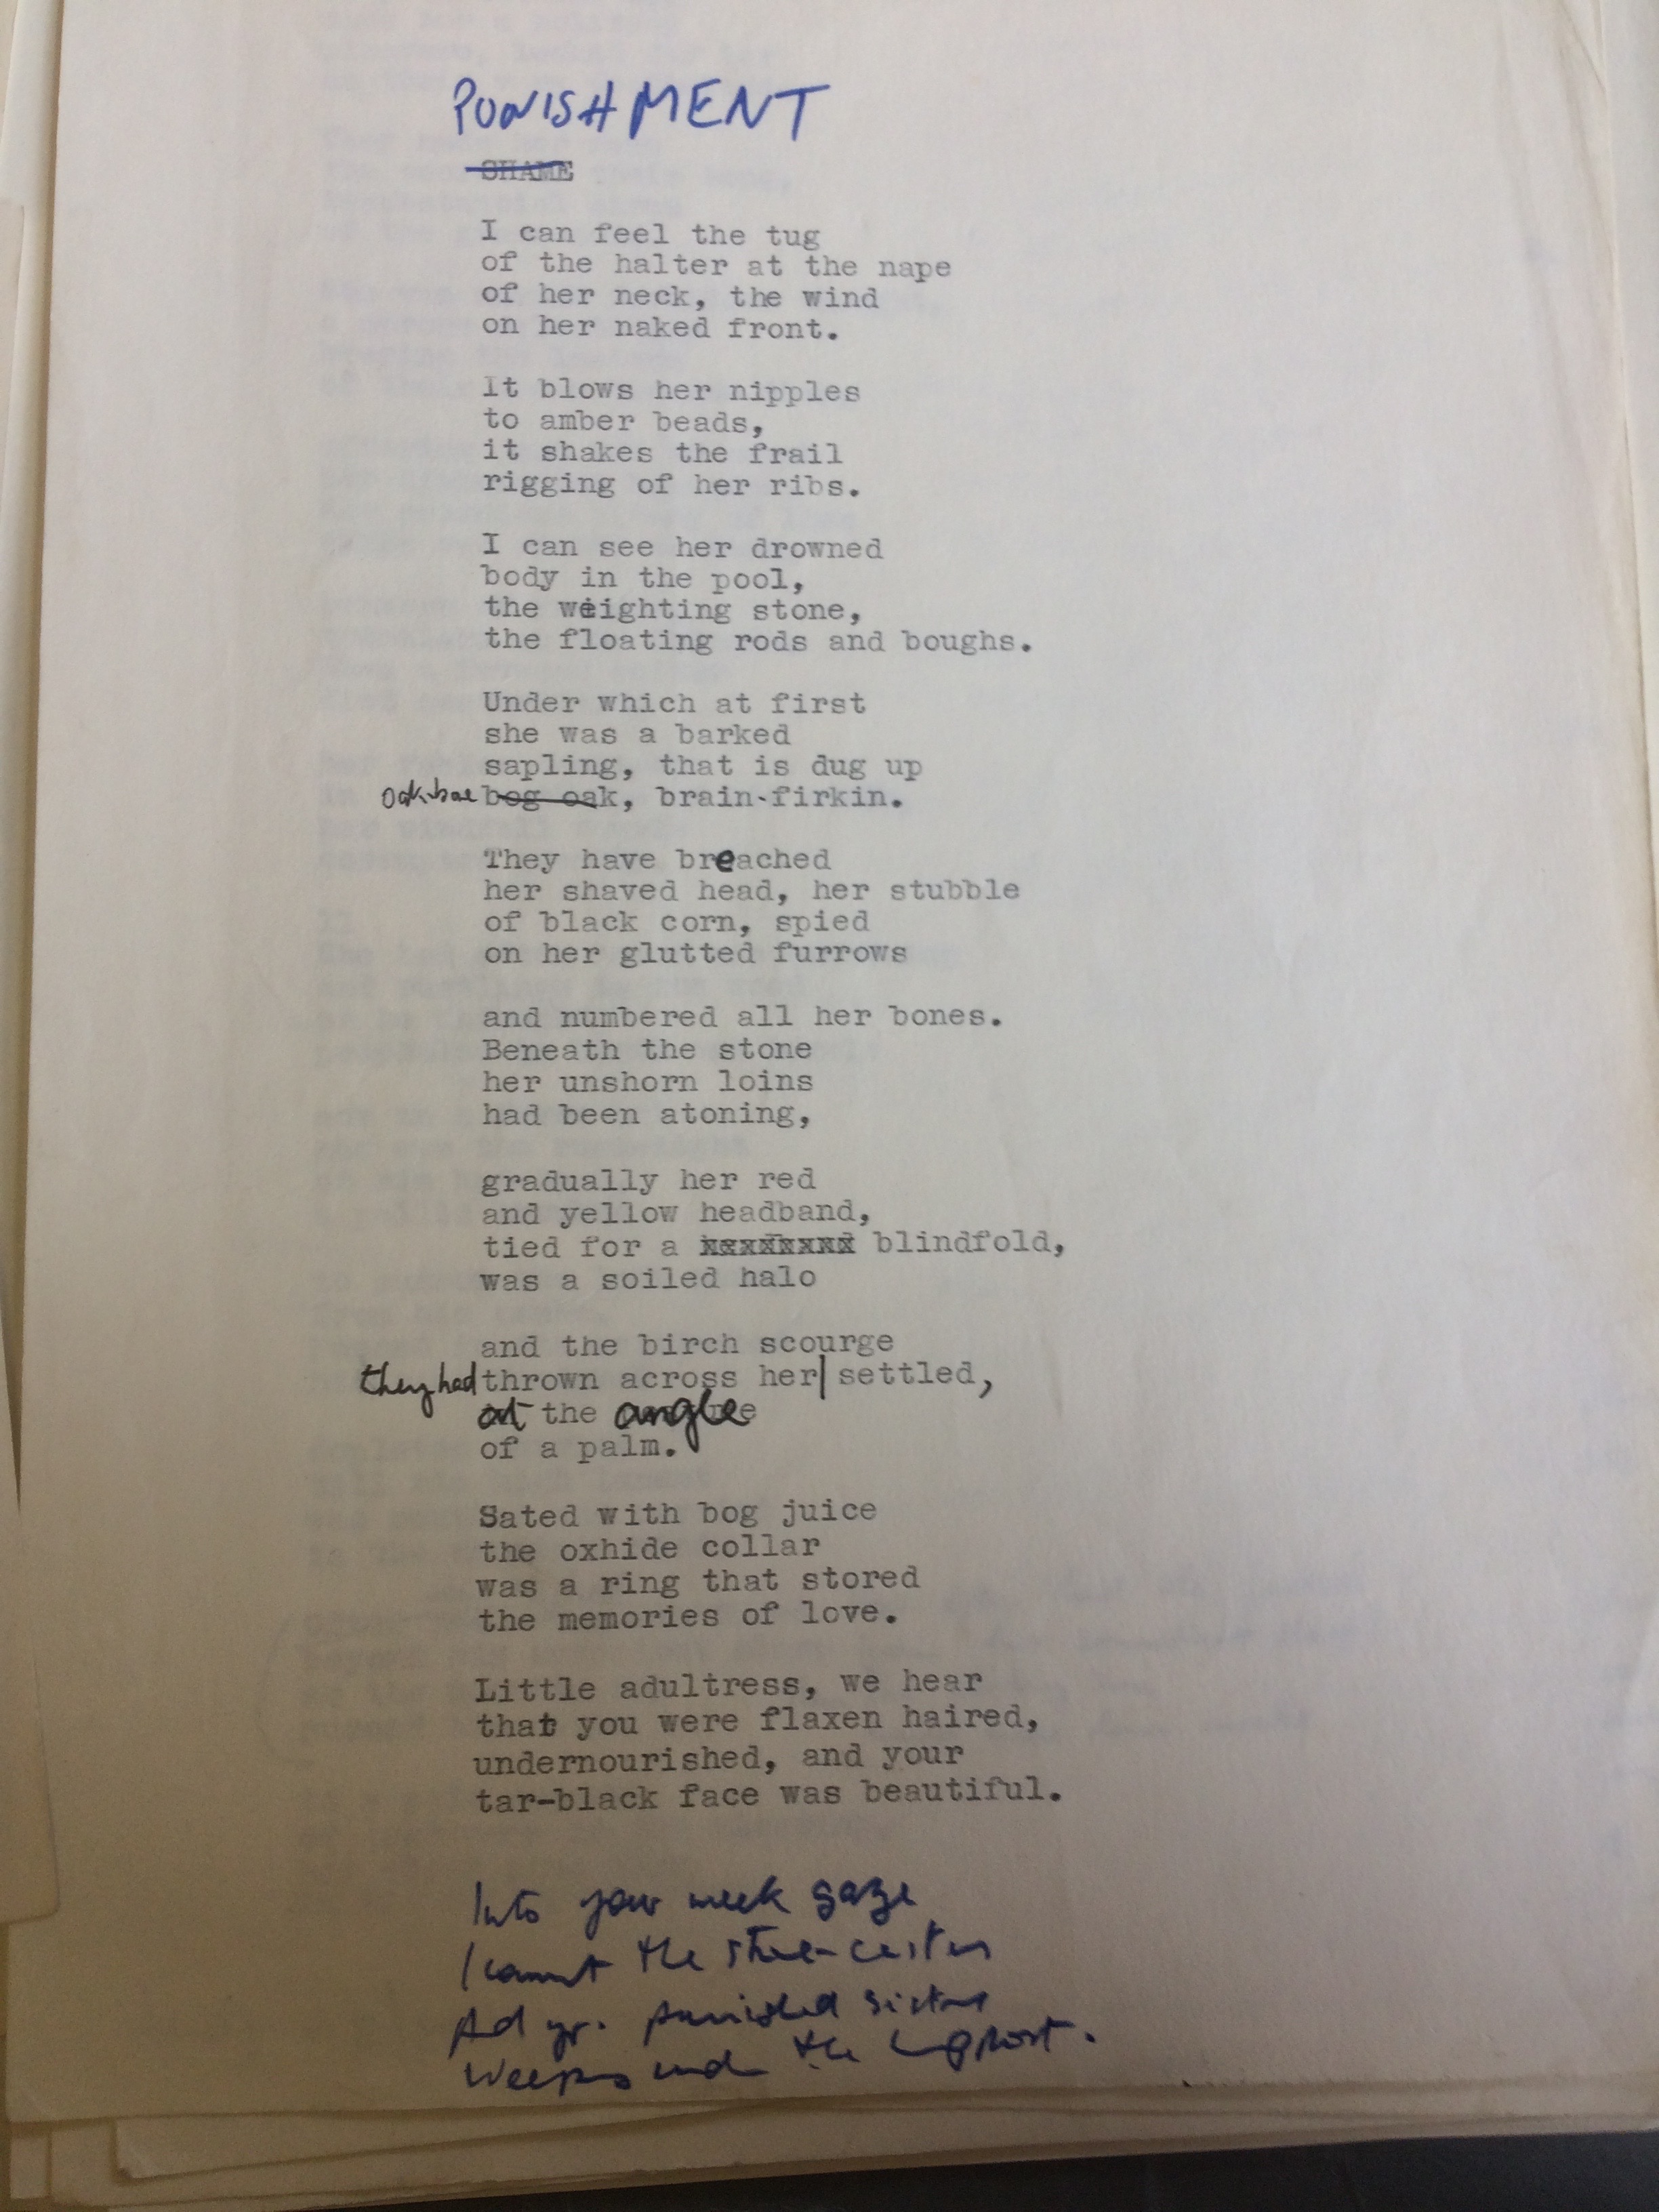 PUNISHMENT
SHAME
I can feel the tug
of the halter at the nape
of her neck, the wind
on her naked front.
It blows her nipples
to amber beads,
it shakes the frail
rigging of her ribs.
I can see her drowned
body in the pool,
the weighting stone,
the floating rods and boughs.
Under which at first
she was a barked
sapling, that is dug up
oak-bone bog oak, brain-firkin.
They have breached
her shaved head, her stubble
of black corn, spied
on her glutted furrows
and numbered all her bones.
Beneath the stone
her unshorn loins
had been atoning,
gradually her red
and yellow headband,
tied for a blindfold,
was a soiled halo
and the birch scourge
they had thrown across her settled,
at the angle
of a palm.
Sated with bog juice
the oxhide collar
was a ring that stored
the memories of love.
Little adultress, we hear
that you were flaxen haired,
undernourished, and your
tar-black face was beautiful.
Into your meek gaze
I commit the stone-casters
And yr. punished sister
Weeps under the lamp post.